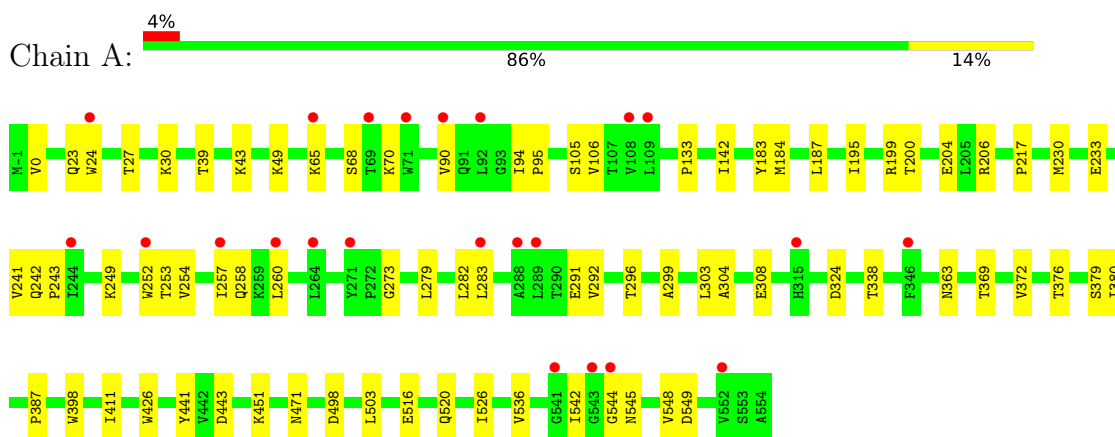 4%
Chain A:
86% 14%
M-1 V0 Q23 W24 T27 K30 T39 K43 K49 K65 S68 T69 K70 W71 V90 Q91 L92 G93 I94 P95 S105 V106 T107 V108 L109 P133 I142 Y183 M184 L187 I195 R199 T200 E204 L205 R206 P217 M230 E233
V241 Q242 P243 I244 K249 W252 T253 V254 I257 Q258 K259 L260 L264 Y271 P272 G273 L279 L282 L283 A288 L289 T290 E291 V292 T296 A299 L303 A304 E308 H315 D324 T338 F346 N363 T369 V372 T376 S379 I380
P387 W398 I411 W426 Y441 V442 D443 K451 N471 D498 L503 E516 Q520 I526 V536 G541 I542 G543 G544 N545 V548 D549 V552 S553 A554